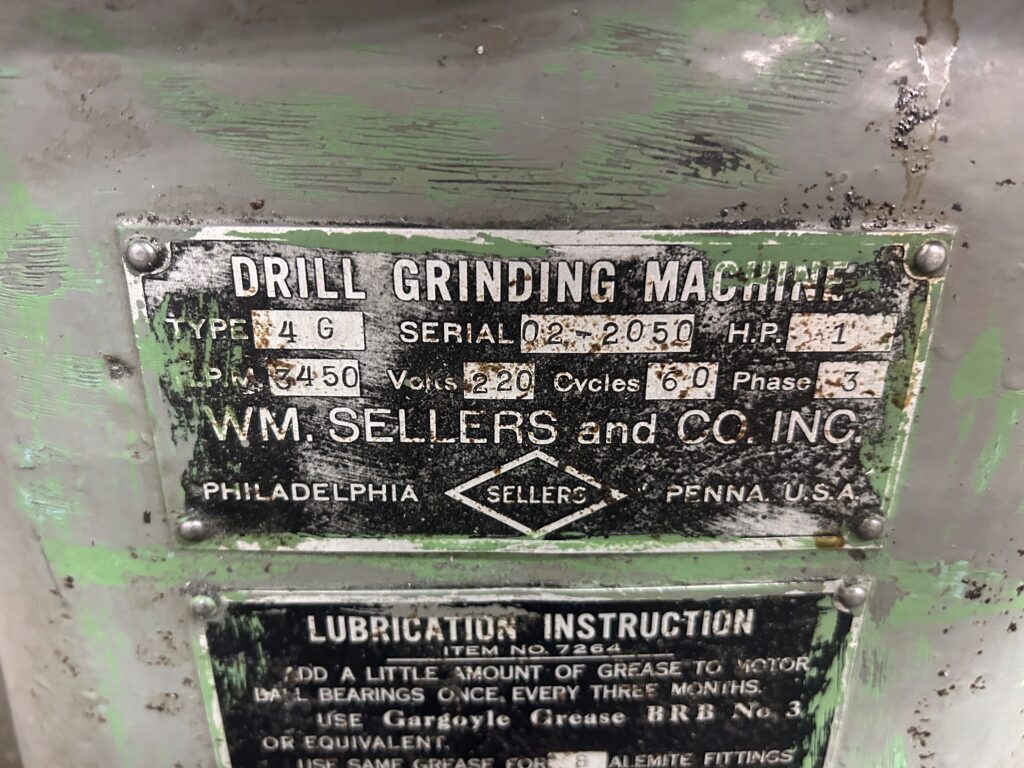 DRILL GRINDING MACHINE
TYPE 4 G SERIAL 02-2050 H.P. 1
R.P.M. 3450 Volts 220 Cycles 60 Phase 3
WM. SELLERS and CO. INC.
PHILADELPHIA SELLERS PENNA. U.S.A.
LUBRICATION INSTRUCTION
ITEM NO. 7264
ADD A LITTLE AMOUNT OF GREASE TO MOTOR
BALL BEARINGS ONCE EVERY THREE MONTHS.
USE Gargoyle Grease BRB No. 3
OR EQUIVALENT.
USE SAME GREASE FOR 8 ALEMITE FITTINGS